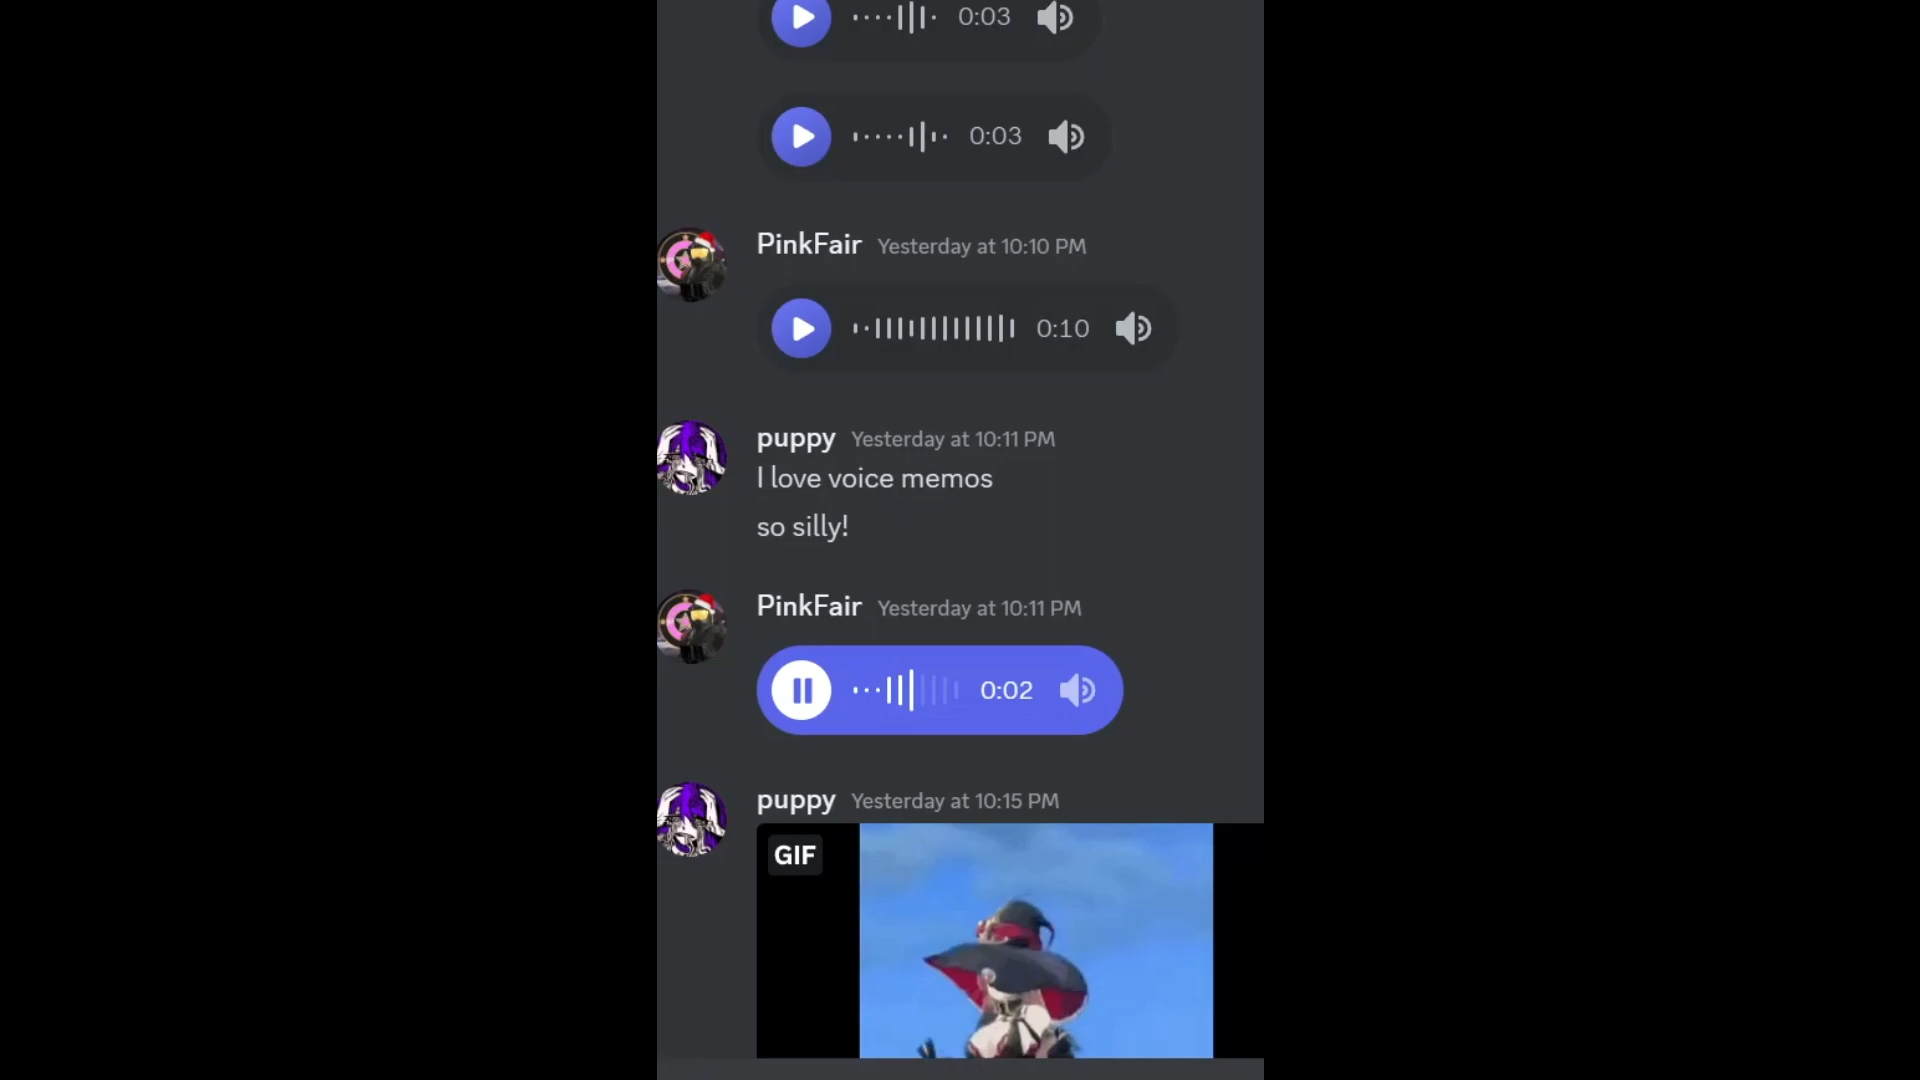 0:03
0:03
PinkFair Yesterday at 10:10 PM
0:10
puppy Yesterday at 10:11 PM
I love voice memos
so silly!
PinkFair Yesterday at 10:11 PM
0:02
puppy Yesterday at 10:15 PM
GIF